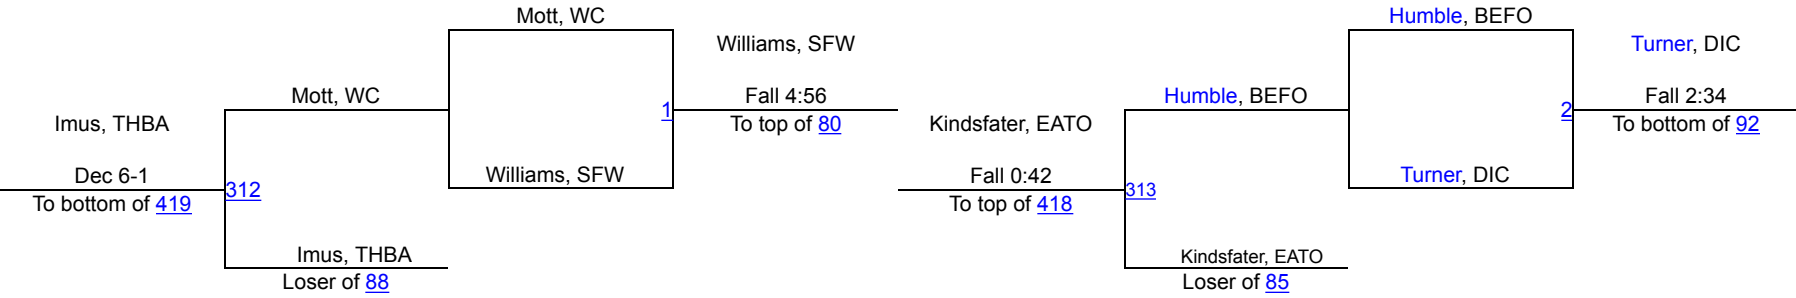 Mott, WC
Williams, SFW
Mott, WC
Fall 4:56
1
Imus, THBA
To top of 80
Dec 6-1
Williams, SFW
312
To bottom of 419
Imus, THBA
Loser of 88
Humble, BEFO
Turner, DIC
Humble, BEFO
Fall 2:34
2
Kindsfater, EATO
To bottom of 92
Fall 0:42
Turner, DIC
313
To top of 418
Kindsfater, EATO
Loser of 85